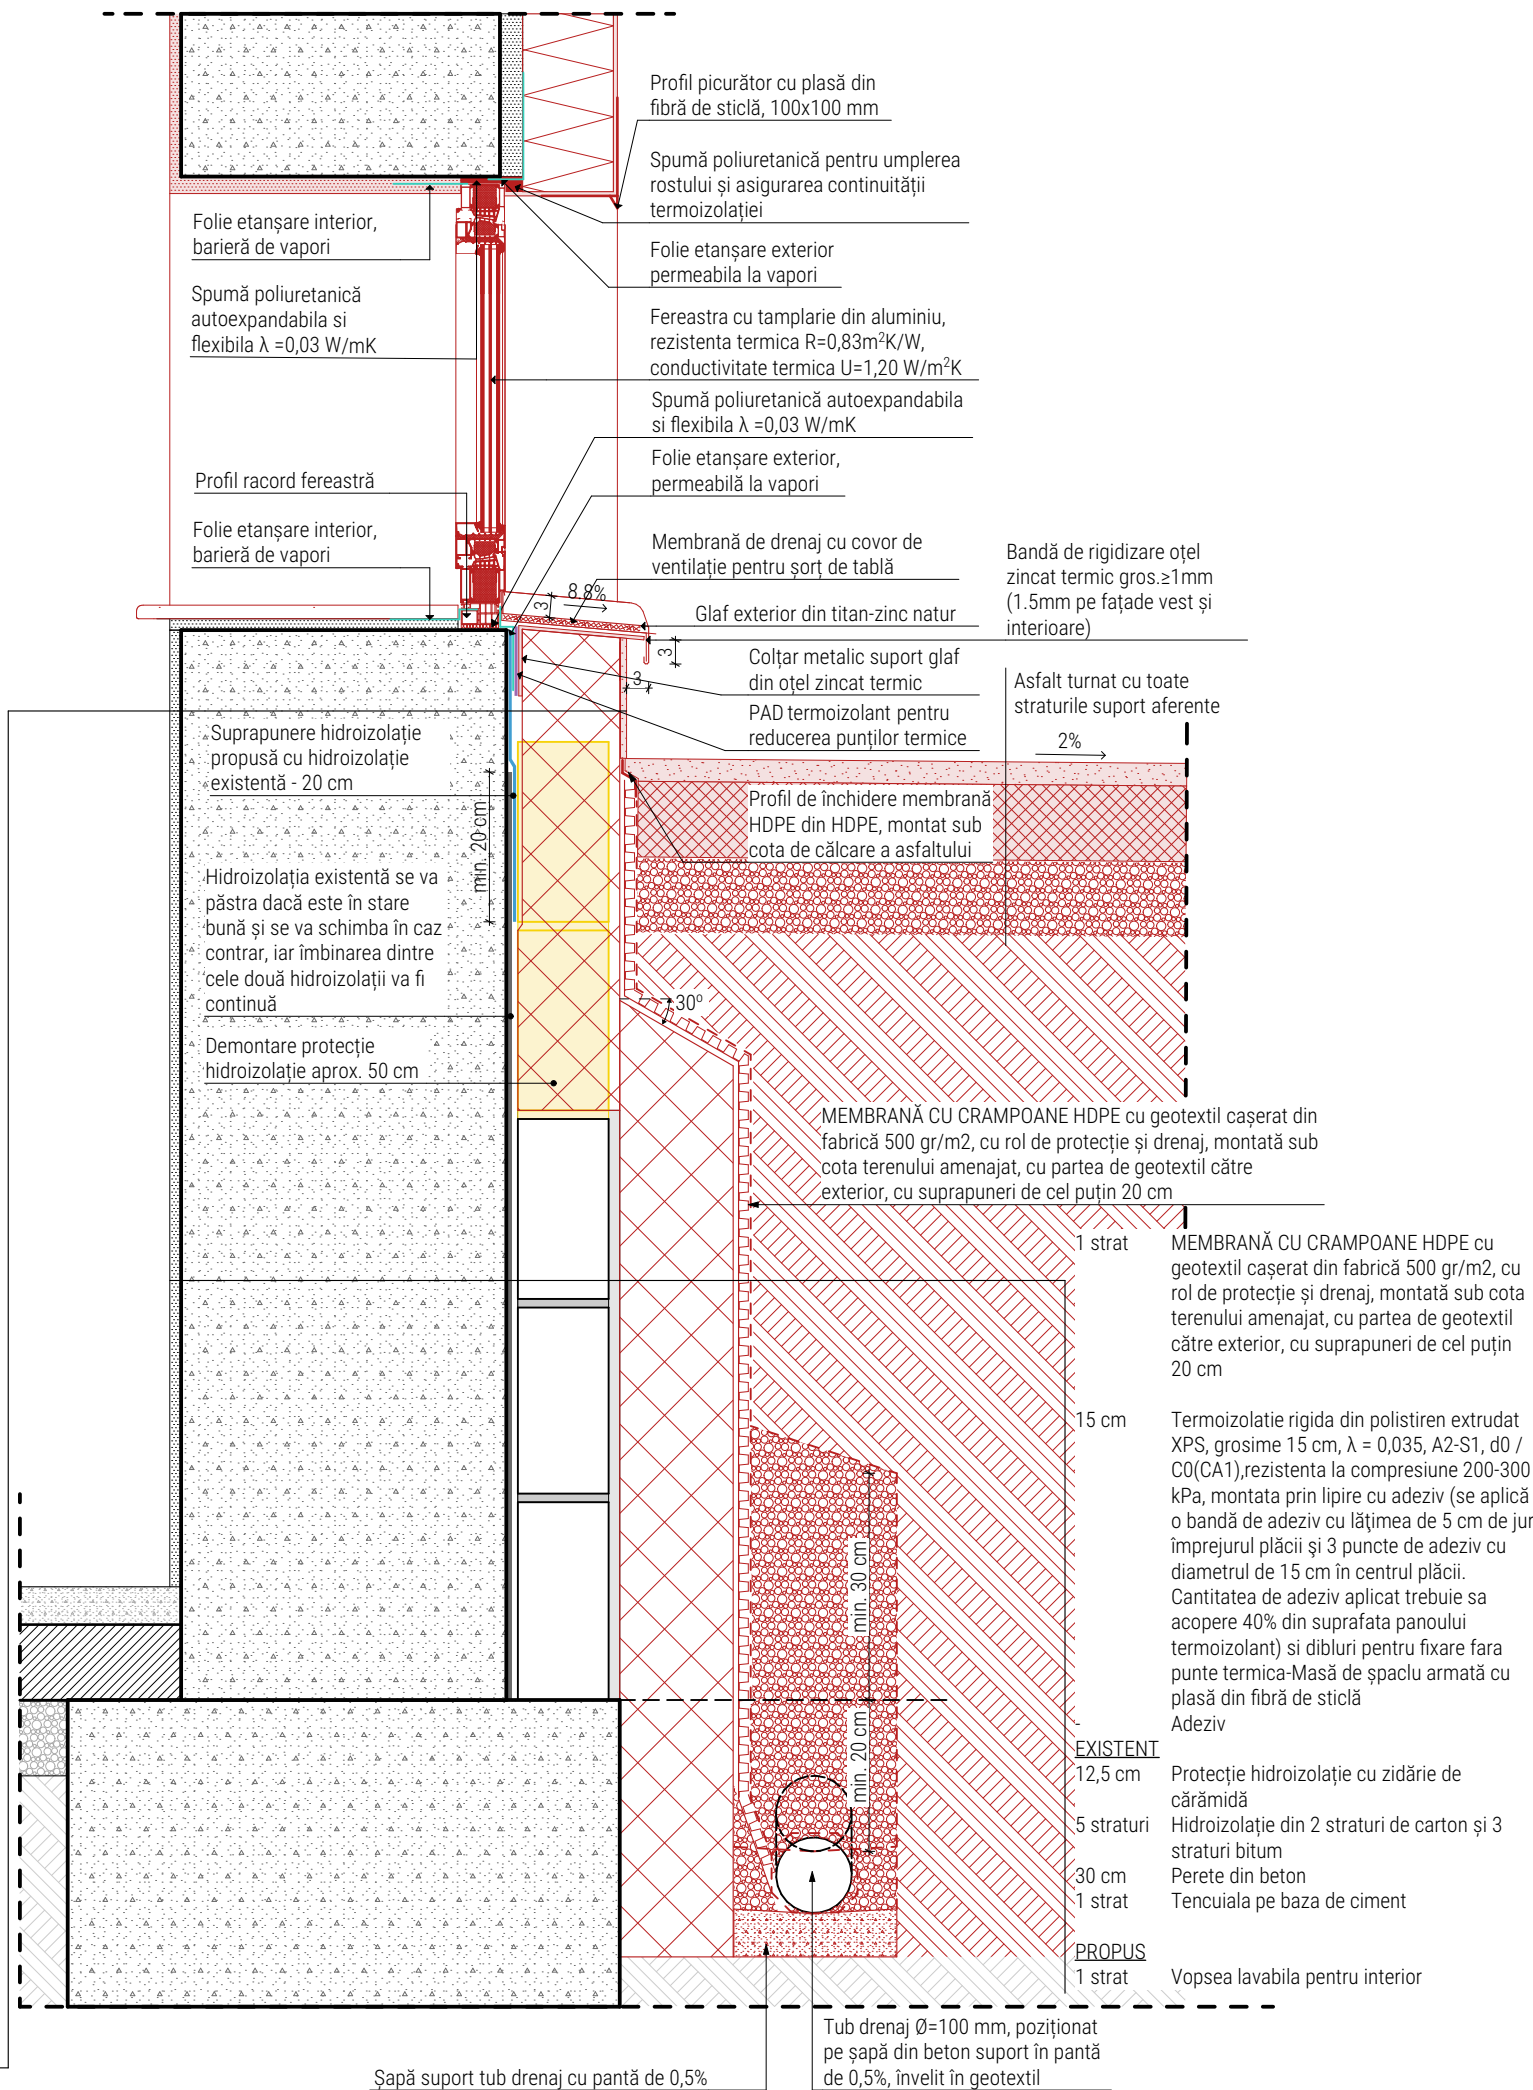 Profil picurător cu plasă din
fibră de sticlă, 100x100 mm
Spumă poliuretanică pentru umplerea
rostului și asigurarea continuității
termoizolației
Folie etanșare interior,
barieră de vapori
Folie etanșare exterior
permeabila la vapori
Spumă poliuretanică
autoexpandabila si
flexibila λ =0,03 W/mK
Fereastra cu tamplarie din aluminiu,
rezistenta termica R=0,83m²K/W,
conductivitate termica U=1,20 W/m²K
Spumă poliuretanică autoexpandabila
si flexibila λ =0,03 W/mK
Folie etanșare exterior,
permeabilă la vapori
Profil racord fereastră
Folie etanșare interior,
barieră de vapori
Membrană de drenaj cu covor de
ventilație pentru șorț de tablă
Bandă de rigidizare oțel
zincat termic gros.≥1mm
(1.5mm pe fațade vest și
interioare)
8.8%
3
Glaf exterior din titan-zinc natur
3
3
Colțar metalic suport glaf
din oțel zincat termic
PAD termoizolant pentru
reducerea punților termice
Asfalt turnat cu toate
straturile suport aferente
2%
Suprapunere hidroizolație
propusă cu hidroizolație
existentă - 20 cm
min. 20 cm
Profil de închidere membrană
HDPE din HDPE, montat sub
cota de călcare a asfaltului
Hidroizolația existentă se va
păstra dacă este în stare
bună și se va schimba în caz
contrar, iar îmbinarea dintre
cele două hidroizolații va fi
continuă
30º
Demontare protecție
hidroizolație aprox. 50 cm
MEMBRANĂ CU CRAMPOANE HDPE cu geotextil cașerat din
fabrică 500 gr/m2, cu rol de protecție și drenaj, montată sub
cota terenului amenajat, cu partea de geotextil către
exterior, cu suprapuneri de cel puțin 20 cm
1 strat MEMBRANĂ CU CRAMPOANE HDPE cu
geotextil cașerat din fabrică 500 gr/m2, cu
rol de protecție și drenaj, montată sub cota
terenului amenajat, cu partea de geotextil
către exterior, cu suprapuneri de cel puțin
20 cm
15 cm Termoizolatie rigida din polistiren extrudat
XPS, grosime 15 cm, λ = 0,035, A2-S1, d0 /
C0(CA1),rezistenta la compresiune 200-300
kPa, montata prin lipire cu adeziv (se aplică
o bandă de adeziv cu lățimea de 5 cm de jur
împrejurul plăcii şi 3 puncte de adeziv cu
diametrul de 15 cm în centrul plăcii.
Cantitatea de adeziv aplicat trebuie sa
acopere 40% din suprafata panoului
termoizolant) si dibluri pentru fixare fara
punte termica-Masă de șpaclu armată cu
plasă din fibră de sticlă
- Adeziv
min. 30 cm
min. 20 cm
EXISTENT
12,5 cm Protecție hidroizolație cu zidărie de
cărămidă
5 straturi Hidroizolație din 2 straturi de carton și 3
straturi bitum
30 cm Perete din beton
1 strat Tencuiala pe baza de ciment
PROPUS
1 strat Vopsea lavabila pentru interior
Tub drenaj Ø=100 mm, poziționat
pe șapă din beton suport în pantă
de 0,5%, învelit în geotextil
Șapă suport tub drenaj cu pantă de 0,5%